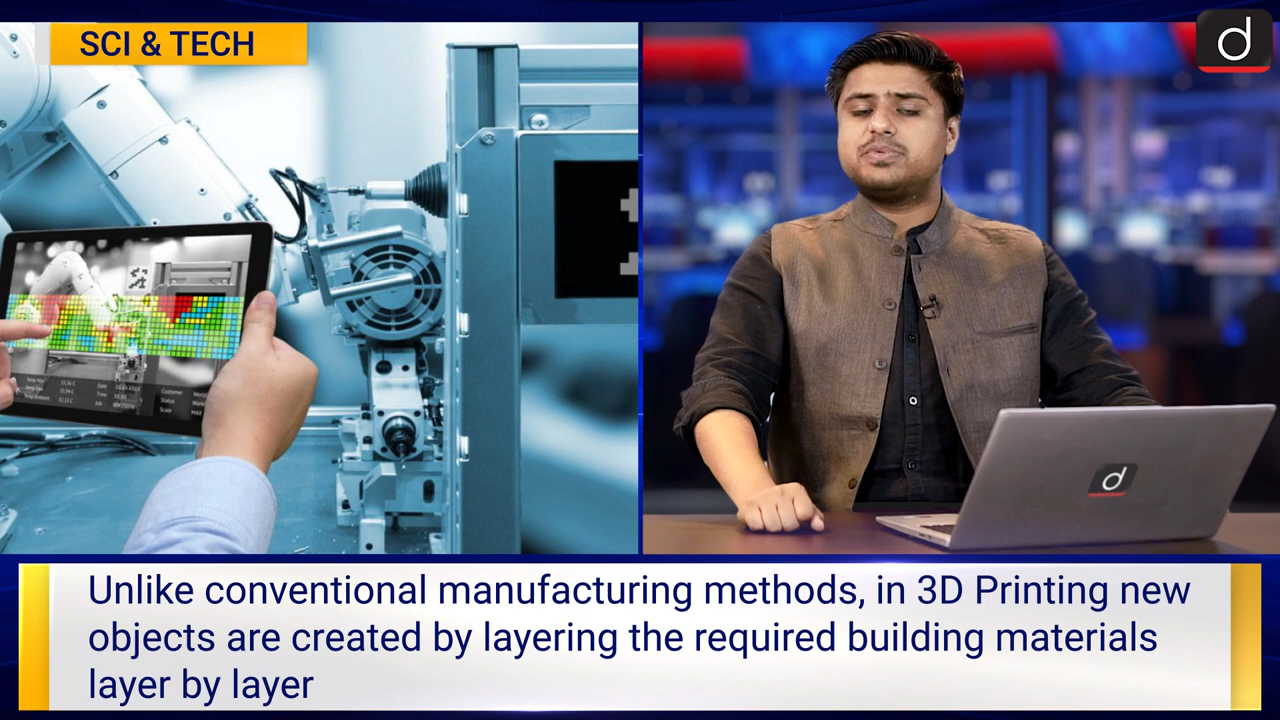 SCI & TECH
d
d
Unlike conventional manufacturing methods, in 3D Printing new
objects are created by layering the required building materials
layer by layer